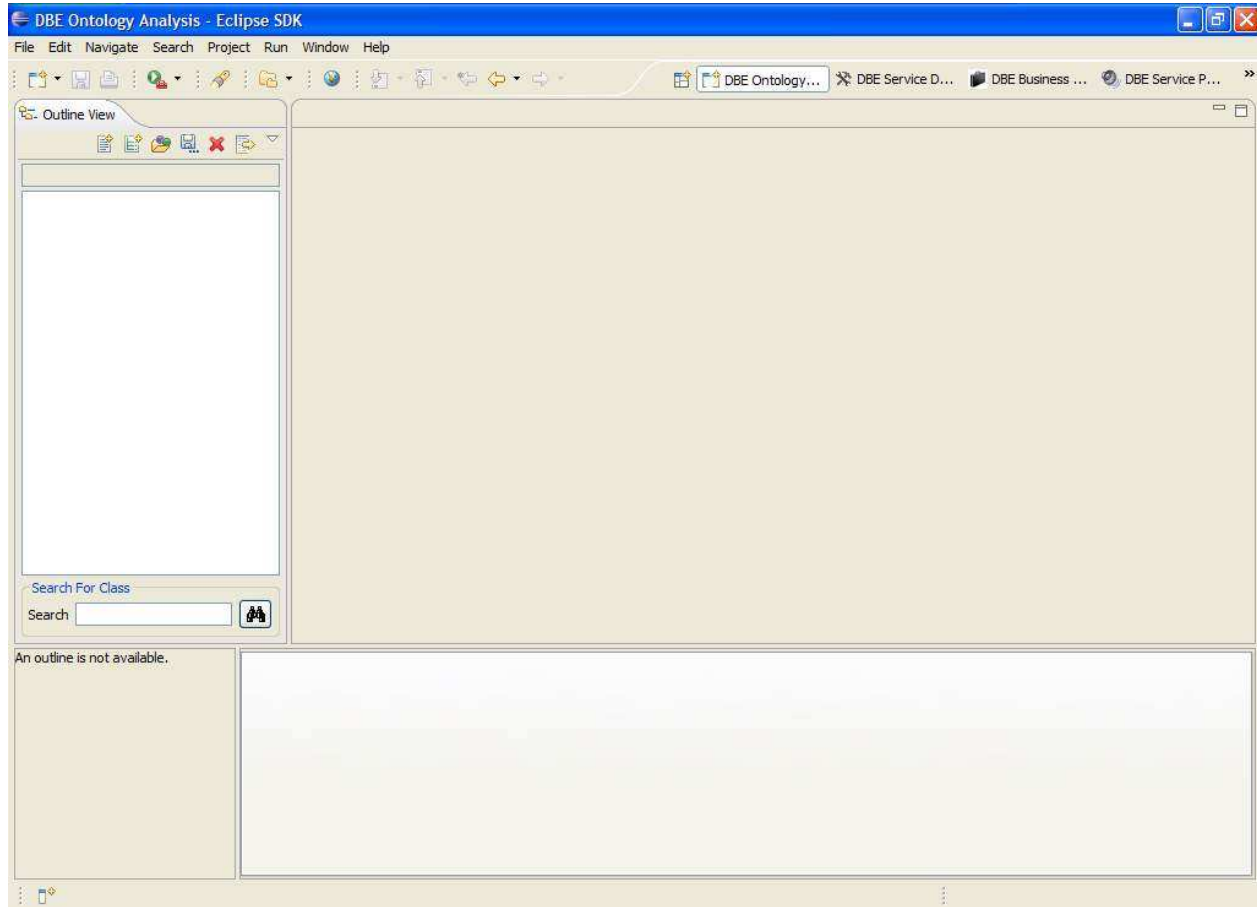 DBE Ontology Analysis - Eclipse SDK
File Edit Navigate Search Project Run Window Help
DBE Ontology... DBE Service D... DBE Business ... DBE Service P... »
Outline View
Search For Class
Search
An outline is not available.